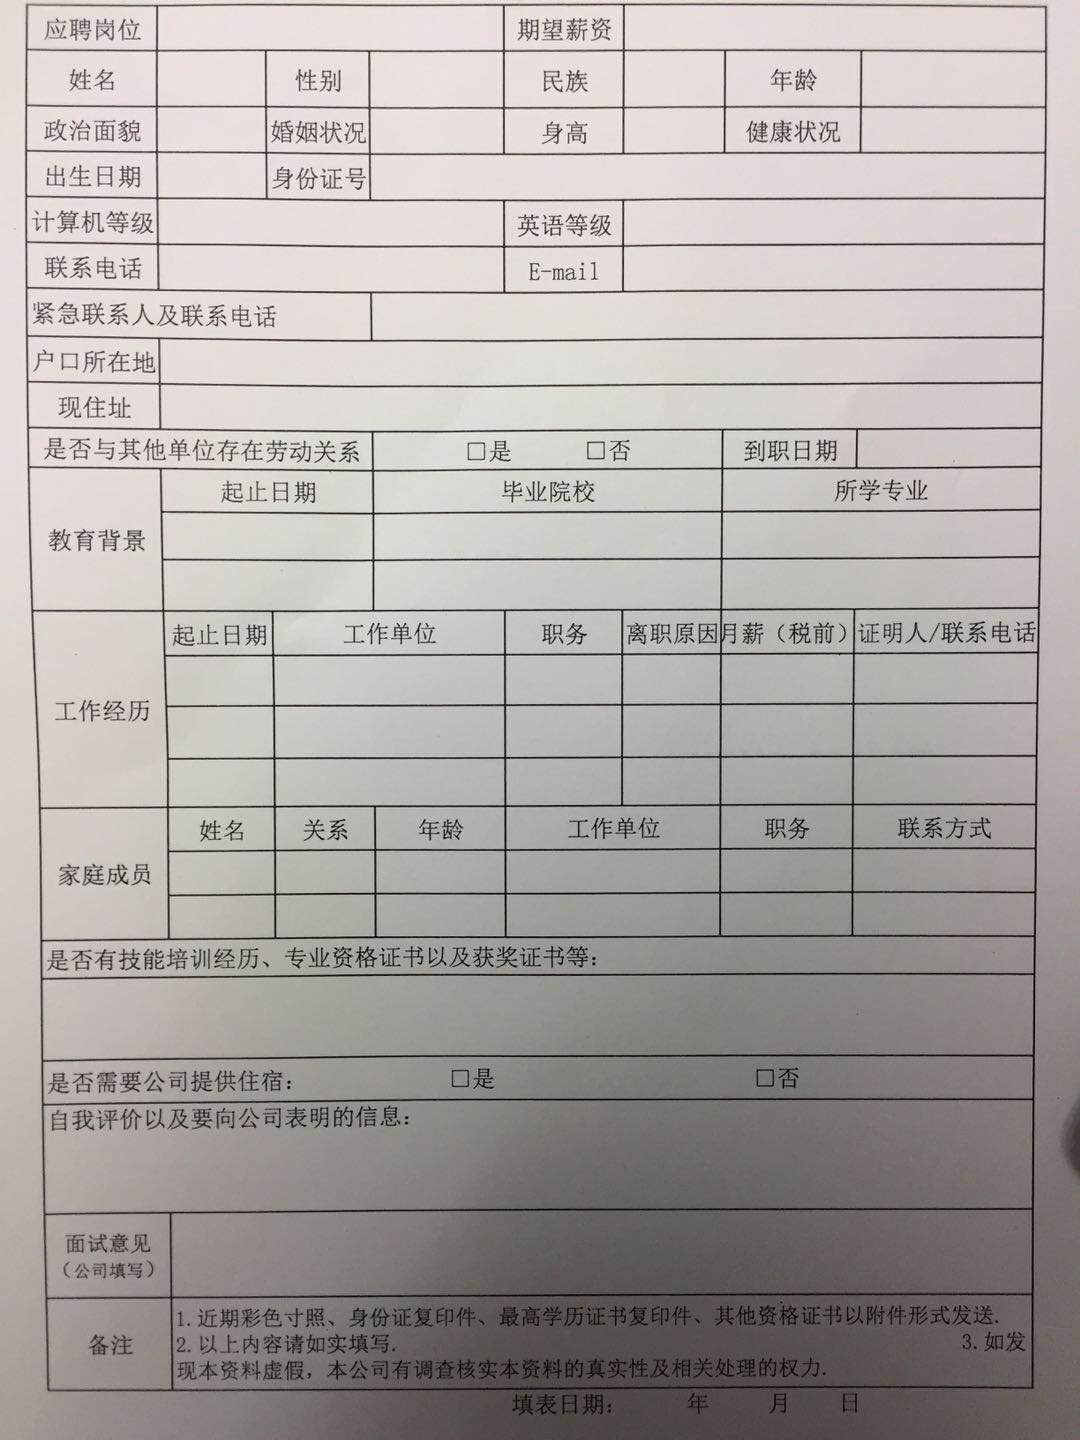 应聘岗位 期望薪资
姓名 性别 民族 年龄
政治面貌 婚姻状况 身高 健康状况
出生日期 身份证号
计算机等级 英语等级
联系电话 E-mail
紧急联系人及联系电话
户口所在地
现住址
是否与其他单位存在劳动关系 □是 □否 到职日期
教育背景
起止日期 毕业院校 所学专业
工作经历
起止日期 工作单位 职务 离职原因 月薪（税前） 证明人/联系电话
家庭成员
姓名 关系 年龄 工作单位 职务 联系方式
是否有技能培训经历、专业资格证书以及获奖证书等：
是否需要公司提供住宿： □是 □否
自我评价以及要向公司表明的信息：
面试意见
（公司填写）
备注
1.近期彩色寸照、身份证复印件、最高学历证书复印件、其他资格证书以附件形式发送.
2.以上内容请如实填写. 3.如发
现本资料虚假，本公司有调查核实本资料的真实性及相关处理的权力.
填表日期： 年 月 日